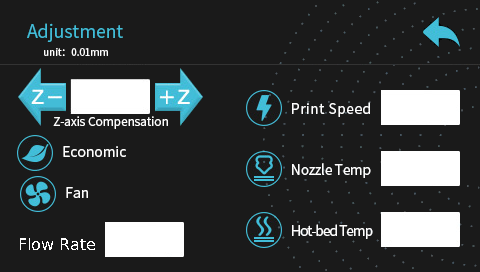 Adjustment
unit: 0.01mm
Z− +Z
Z-axis Compensation
Print Speed
Economic
Nozzle Temp
Fan
Hot-bed Temp
Flow Rate